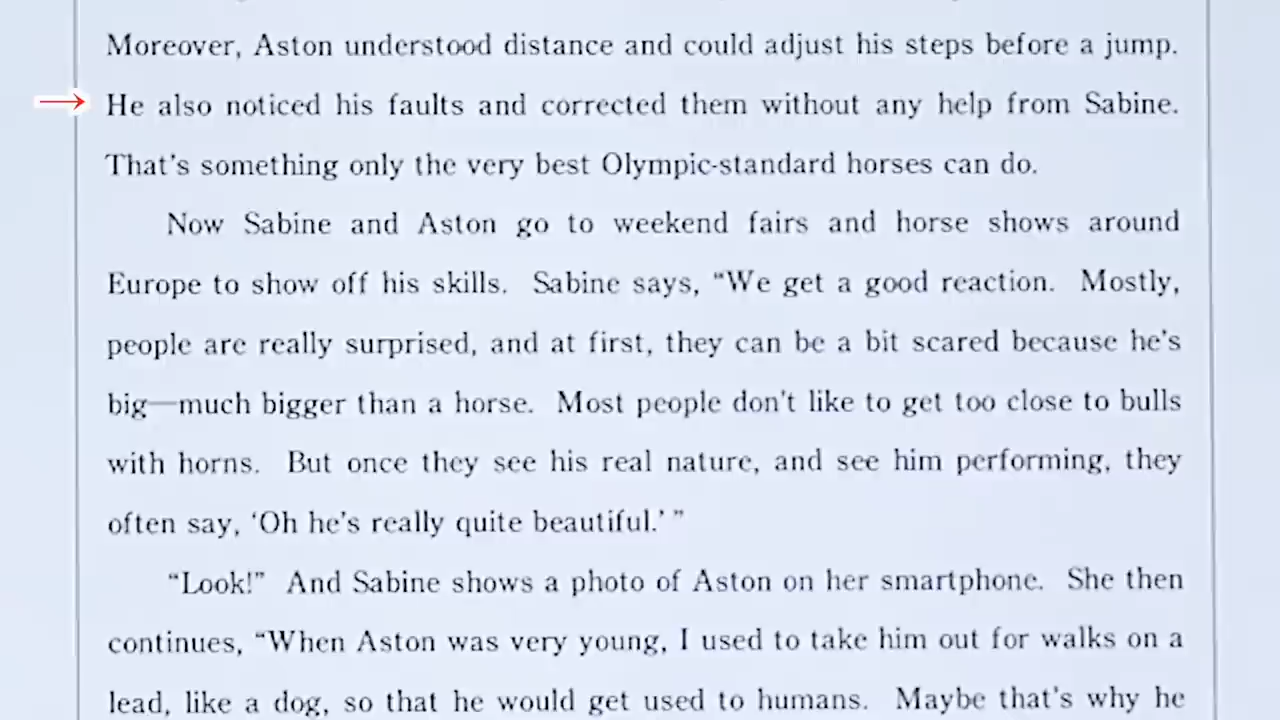 Moreover, Aston understood distance and could adjust his steps before a jump.
He also noticed his faults and corrected them without any help from Sabine.
That's something only the very best Olympic-standard horses can do.
Now Sabine and Aston go to weekend fairs and horse shows around
Europe to show off his skills. Sabine says, “We get a good reaction. Mostly,
people are really surprised, and at first, they can be a bit scared because he's
big—much bigger than a horse. Most people don't like to get too close to bulls
with horns. But once they see his real nature, and see him performing, they
often say, ‘Oh he's really quite beautiful.’ ”
“Look!” And Sabine shows a photo of Aston on her smartphone. She then
continues, “When Aston was very young, I used to take him out for walks on a
lead, like a dog, so that he would get used to humans. Maybe that's why he